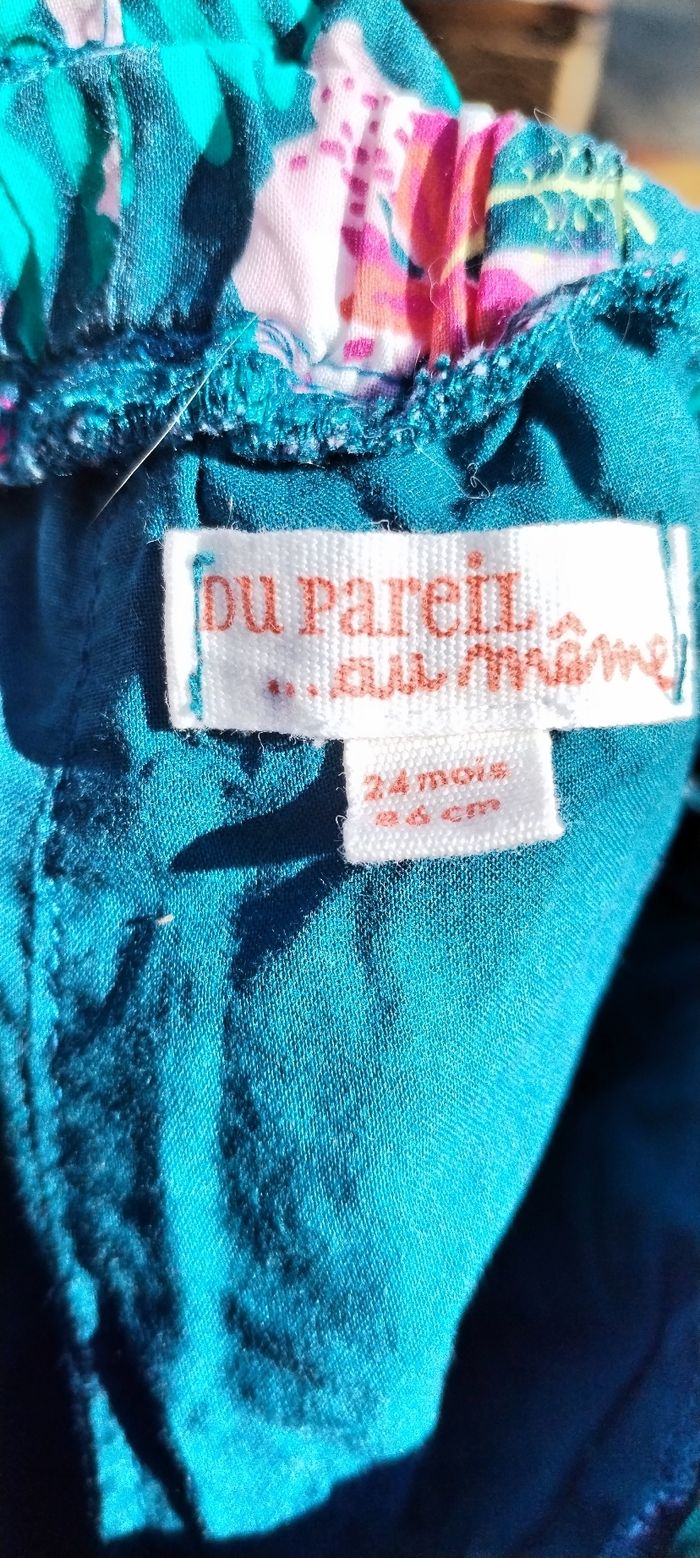 DU PAREIL
...au même
24 mois
86 cm